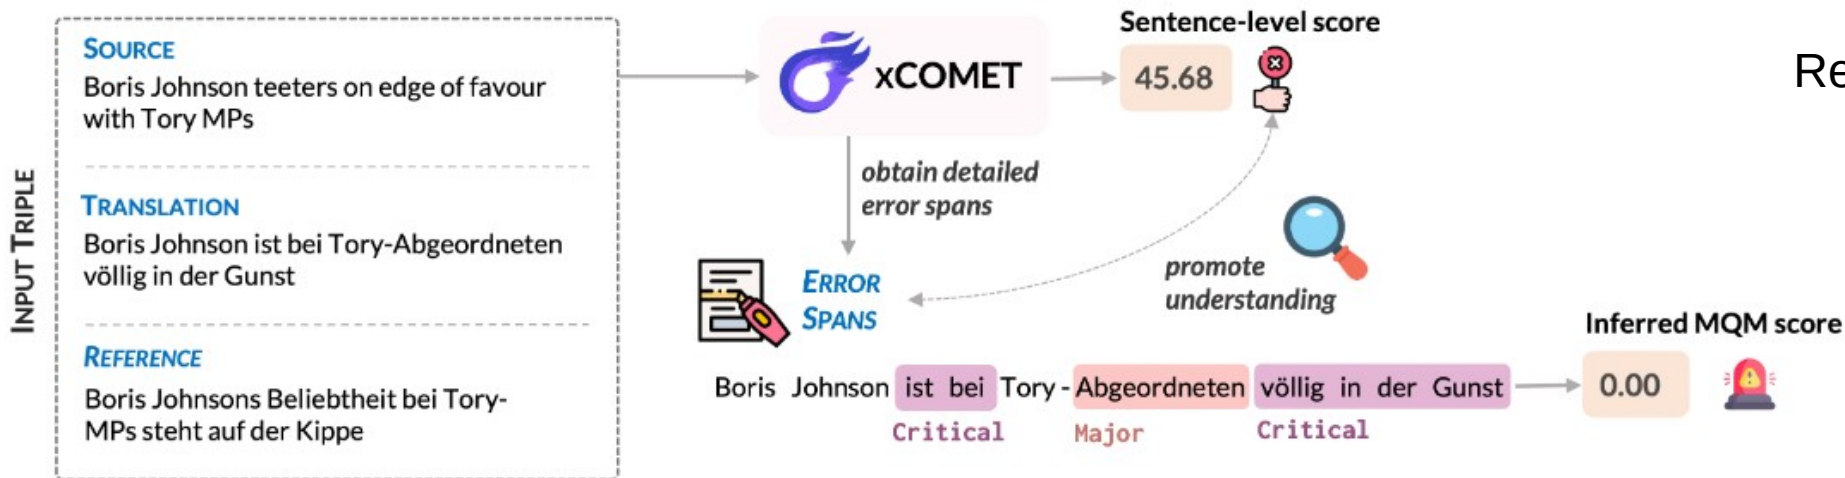 INPUT TRIPLE
SOURCE
Boris Johnson teeters on edge of favour
with Tory MPs
TRANSLATION
Boris Johnson ist bei Tory-Abgeordneten
völlig in der Gunst
REFERENCE
Boris Johnsons Beliebtheit bei Tory-
MPs steht auf der Kippe
xCOMET
Sentence-level score
45.68
obtain detailed
error spans
ERROR
SPANS
promote
understanding
Boris Johnson ist bei Tory-Abgeordneten völlig in der Gunst
Critical Major Critical
Inferred MQM score
0.00